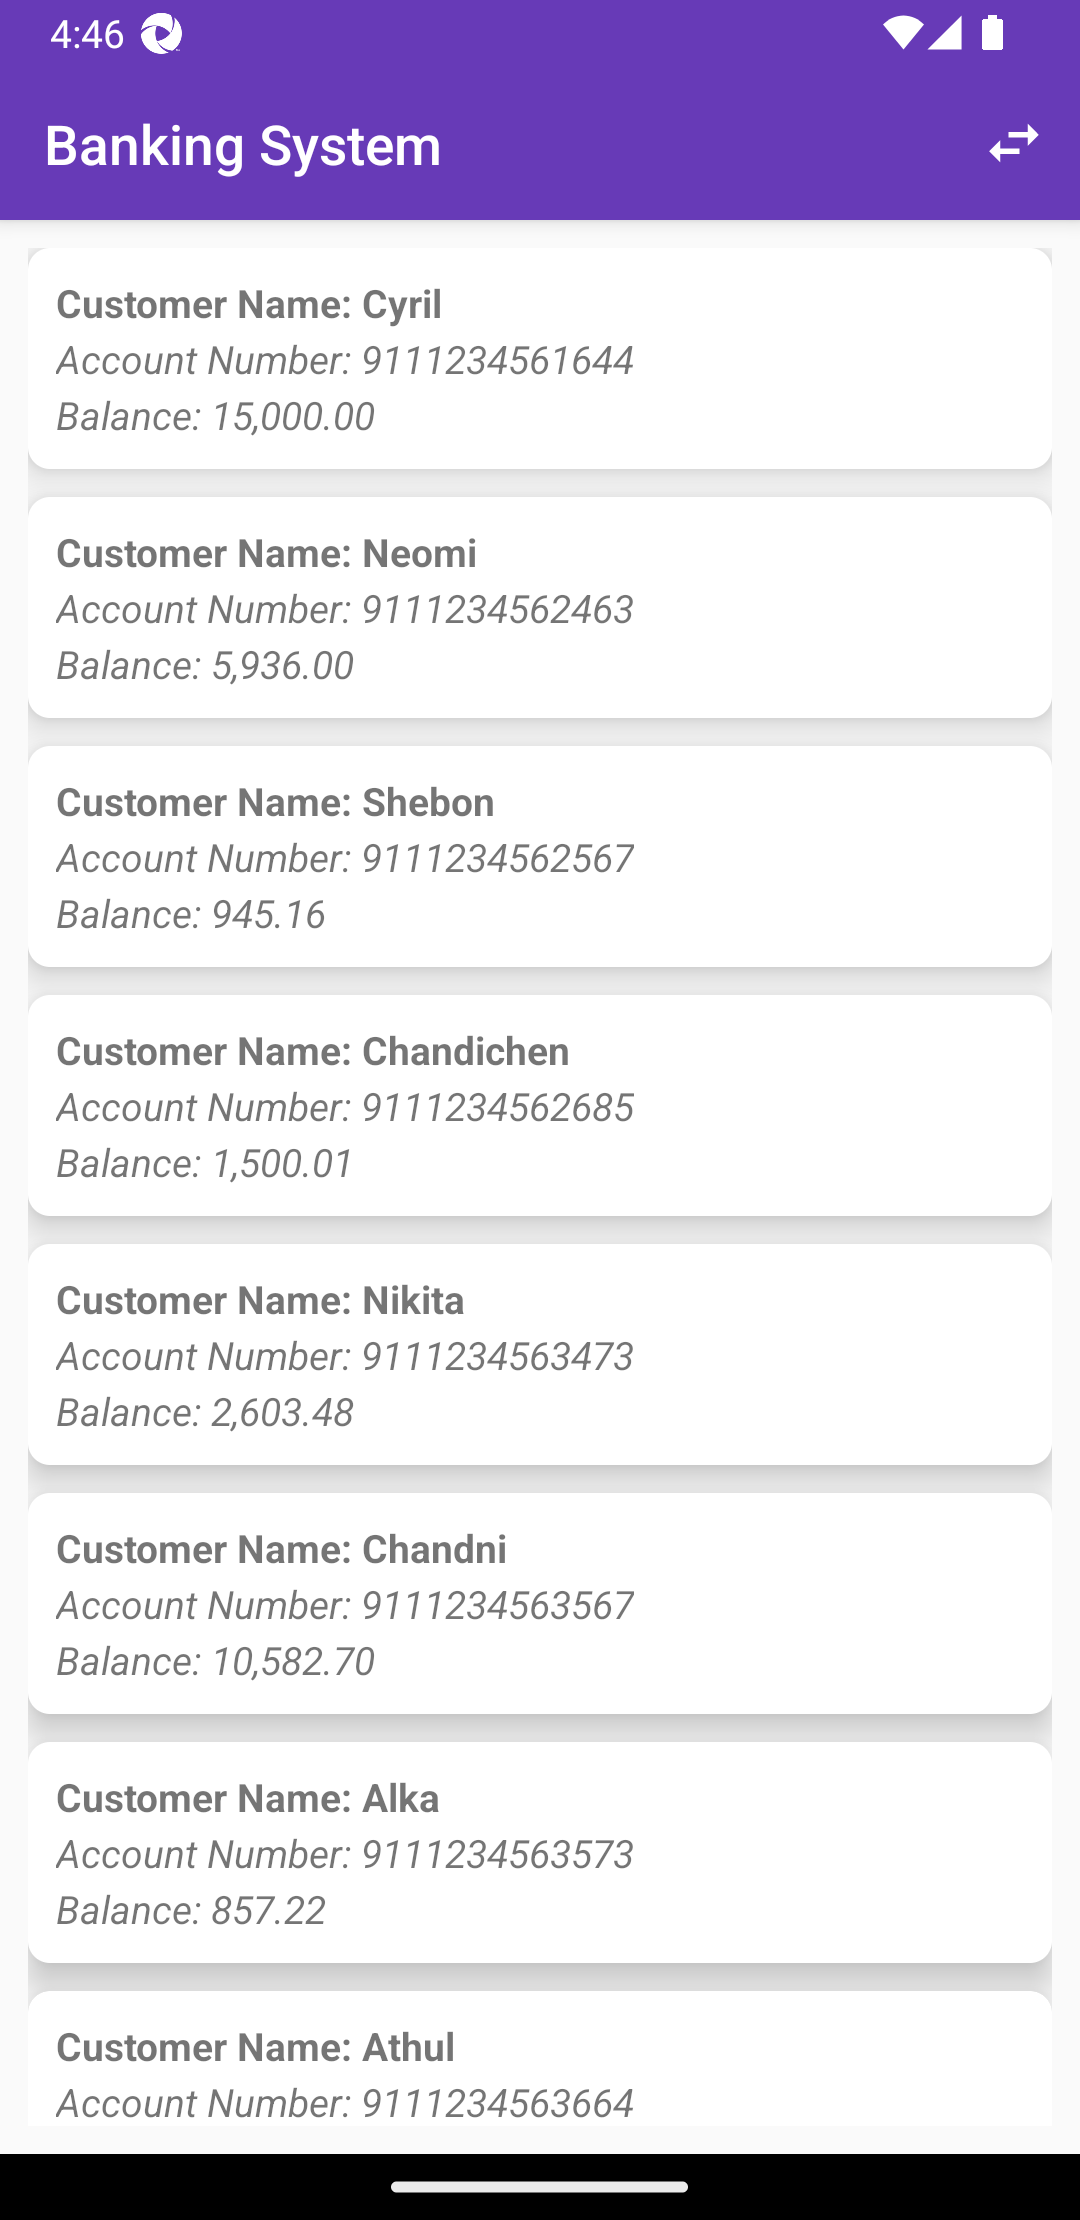 4:46
Banking System
Customer Name: Cyril
Account Number: 9111234561644
Balance: 15,000.00
Customer Name: Neomi
Account Number: 9111234562463
Balance: 5,936.00
Customer Name: Shebon
Account Number: 9111234562567
Balance: 945.16
Customer Name: Chandichen
Account Number: 9111234562685
Balance: 1,500.01
Customer Name: Nikita
Account Number: 9111234563473
Balance: 2,603.48
Customer Name: Chandni
Account Number: 9111234563567
Balance: 10,582.70
Customer Name: Alka
Account Number: 9111234563573
Balance: 857.22
Customer Name: Athul
Account Number: 9111234563664